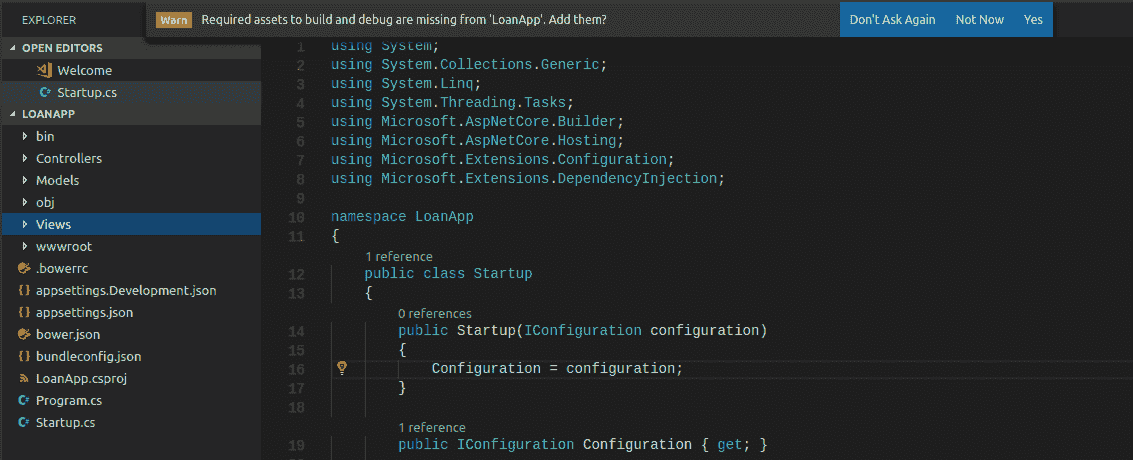 EXPLORER
Warn Required assets to build and debug are missing from 'LoanApp'. Add them? Don't Ask Again Not Now Yes
OPEN EDITORS
Welcome
Startup.cs
LOANAPP
bin
Controllers
Models
obj
Views
wwwroot
.bowerrc
{ } appsettings.Development.json
{ } appsettings.json
bower.json
{ } bundleconfig.json
LoanApp.csproj
C# Program.cs
C# Startup.cs
1 using System;
2 using System.Collections.Generic;
3 using System.Linq;
4 using System.Threading.Tasks;
5 using Microsoft.AspNetCore.Builder;
6 using Microsoft.AspNetCore.Hosting;
7 using Microsoft.Extensions.Configuration;
8 using Microsoft.Extensions.DependencyInjection;
9
10 namespace LoanApp
11 {
1 reference
12 public class Startup
13 {
0 references
14 public Startup(IConfiguration configuration)
15 {
16 Configuration = configuration;
17 }
18
1 reference
19 public IConfiguration Configuration { get; }